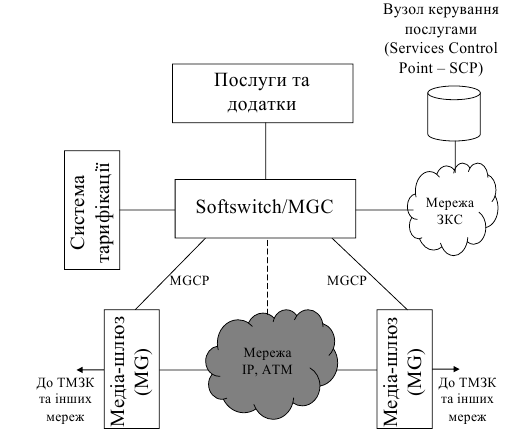 Вузол керування
послугами
(Services Control
Point – SCP)
Послуги та
додатки
Система
тарифікації
Softswitch/MGC
Мережа
ЗКС
MGCP
MGCP
Медіа-шлюз
(MG)
Мережа
IP, ATM
Медіа-шлюз
(MG)
До ТМЗК
та інших
мереж
До ТМЗК
та інших
мереж